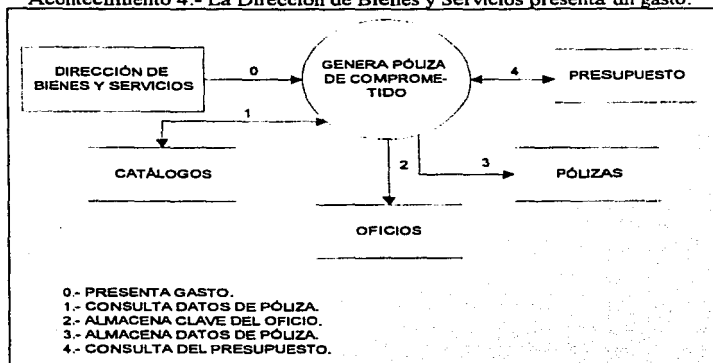 Acontecimiento 4.- La Dirección de Bienes y Servicios presenta un gasto.
DIRECCIÓN DE
BIENES Y SERVICIOS
0
GENERA PÓLIZA
DE COMPROME-
TIDO
4
PRESUPUESTO
1
CATÁLOGOS
2
3
PÓLIZAS
OFICIOS
0.- PRESENTA GASTO.
1.- CONSULTA DATOS DE PÓLIZA.
2.- ALMACENA CLAVE DEL OFICIO.
3.- ALMACENA DATOS DE PÓLIZA.
4.- CONSULTA DEL PRESUPUESTO.